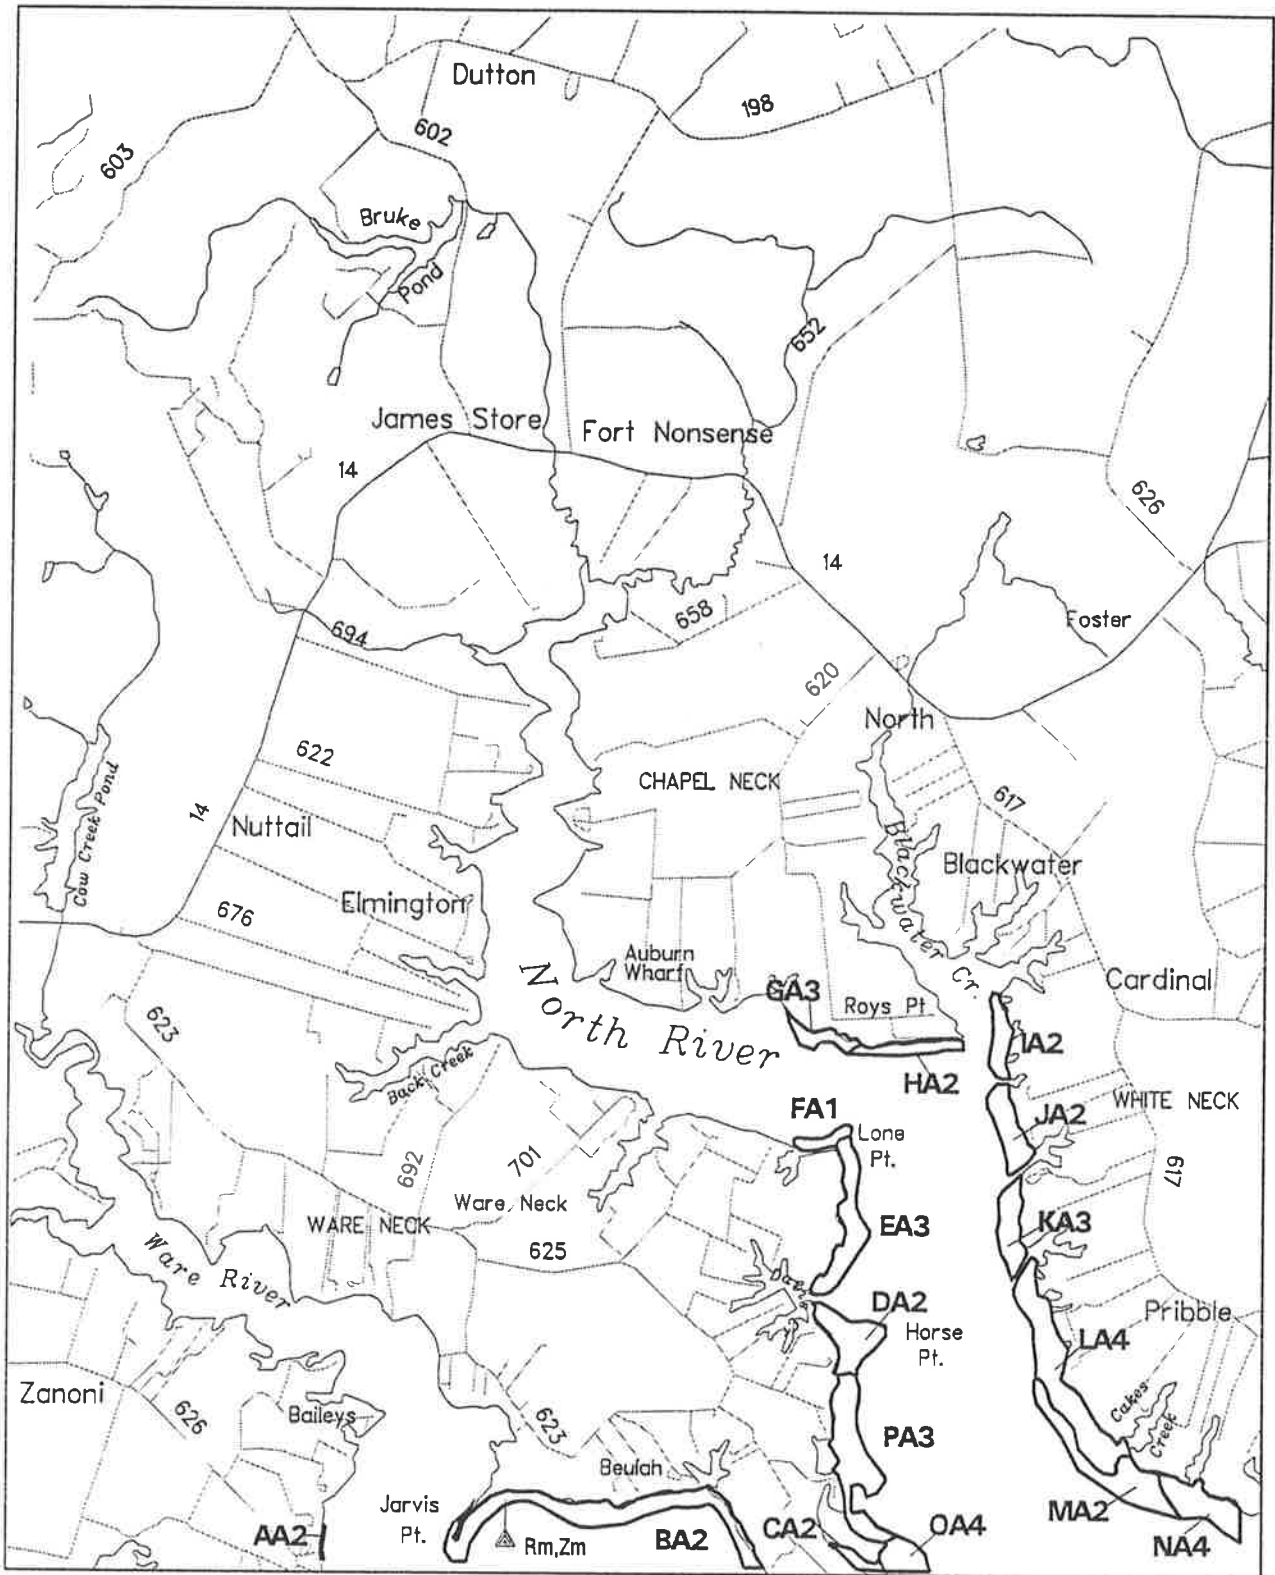 Dutton
198
602
603
Bruke
Pond
652
James Store
Fort Nonsense
14
626
14
658
Foster
694
620
North
622
CHAPEL NECK
617
14
Nuttail
Cow Creek Pond
Blackwater Cr.
Blackwater
Elmington
676
Auburn
Wharf
North River
GA3
Roys Pt
Cardinal
623
IA2
Back Creek
HA2
WHITE NECK
FA1
Lone
Pt.
JA2
692
701
617
Ware Neck
WARE NECK
EA3
KA3
625
Ware River
DA2
Horse
Pt.
Pribble
LA4
Zanoni
626
Baileys
623
Cakes
Creek
PA3
Beulah
Jarvis
Pt.
MA2
AA2
Rm,Zm
BA2
CA2
OA4
NA4